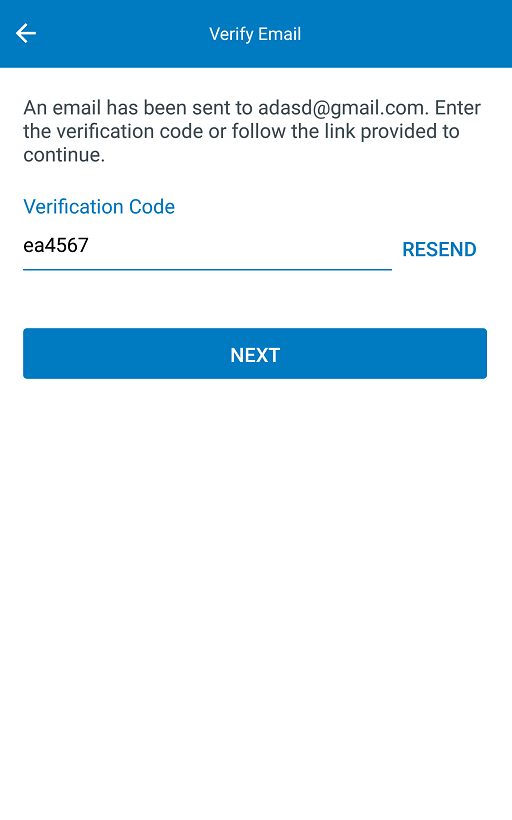 Verify Email
An email has been sent to adasd@gmail.com. Enter
the verification code or follow the link provided to
continue.
Verification Code
ea4567
RESEND
NEXT